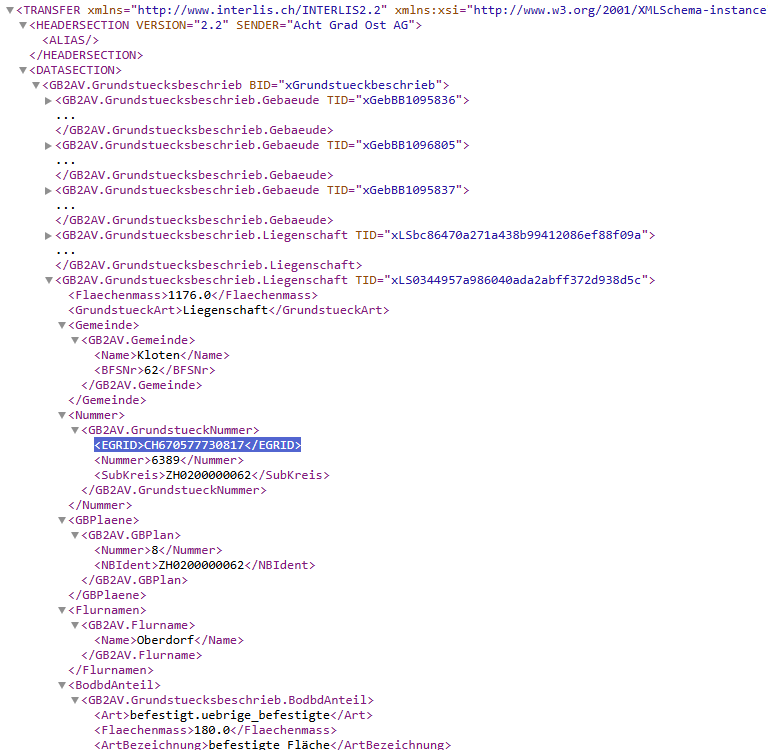 <TRANSFER xmlns="http://www.interlis.ch/INTERLIS2.2" xmlns:xsi="http://www.w3.org/2001/XMLSchema-instance
<HEADERSECTION VERSION="2.2" SENDER="Acht Grad Ost AG">
<ALIAS/>
</HEADERSECTION>
<DATASECTION>
<GB2AV.Grundstuecksbeschrieb BID="xGrundstueckbeschrieb">
<GB2AV.Grundstuecksbeschrieb.Gebaeude TID="xGebBB1095836">
...
</GB2AV.Grundstuecksbeschrieb.Gebaeude>
<GB2AV.Grundstuecksbeschrieb.Gebaeude TID="xGebBB1096805">
...
</GB2AV.Grundstuecksbeschrieb.Gebaeude>
<GB2AV.Grundstuecksbeschrieb.Gebaeude TID="xGebBB1095837">
...
</GB2AV.Grundstuecksbeschrieb.Gebaeude>
<GB2AV.Grundstuecksbeschrieb.Liegenschaft TID="xLSbc86470a271a438b99412086ef88f09a">
...
</GB2AV.Grundstuecksbeschrieb.Liegenschaft>
<GB2AV.Grundstuecksbeschrieb.Liegenschaft TID="xLS0344957a986040ada2abff372d938d5c">
<Flaechenmass>1176.0</Flaechenmass>
<GrundstueckArt>Liegenschaft</GrundstueckArt>
<Gemeinde>
<GB2AV.Gemeinde>
<Name>Kloten</Name>
<BFSNr>62</BFSNr>
</GB2AV.Gemeinde>
</Gemeinde>
<Nummer>
<GB2AV.GrundstueckNummer>
<EGRID>CH670577730817</EGRID>
<Nummer>6389</Nummer>
<SubKreis>ZH0200000062</SubKreis>
</GB2AV.GrundstueckNummer>
</Nummer>
<GBPlaene>
<GB2AV.GBPlan>
<Nummer>8</Nummer>
<NBIdent>ZH0200000062</NBIdent>
</GB2AV.GBPlan>
</GBPlaene>
<Flurnamen>
<GB2AV.Flurname>
<Name>Oberdorf</Name>
</GB2AV.Flurname>
</Flurnamen>
<BodbdAnteil>
<GB2AV.Grundstuecksbeschrieb.BodbdAnteil>
<Art>befestigt.uebrige_befestigte</Art>
<Flaechenmass>180.0</Flaechenmass>
<ArtBezeichnung>befestigte Fläche</ArtBezeichnung>